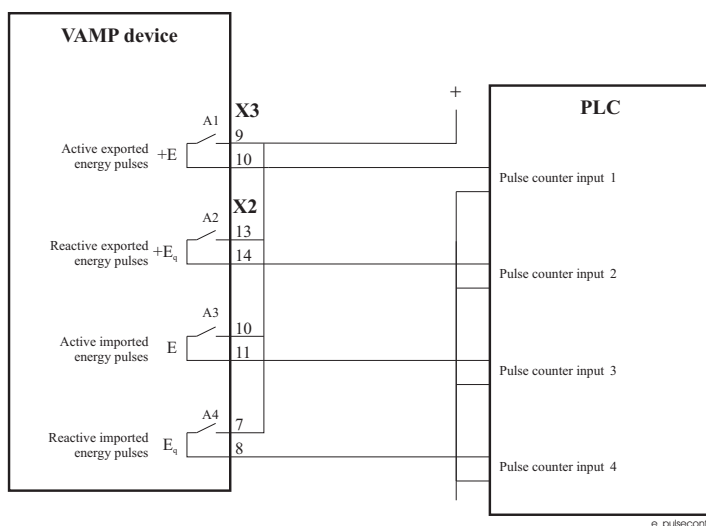 VAMP device
+
PLC
X3
A1
9
Active exported
energy pulses
+E
10
Pulse counter input 1
X2
A2
13
Reactive exported
energy pulses
+Eq
14
Pulse counter input 2
A3
10
Active imported
energy pulses
E
11
Pulse counter input 3
A4
7
Reactive imported
energy pulses
Eq
8
Pulse counter input 4